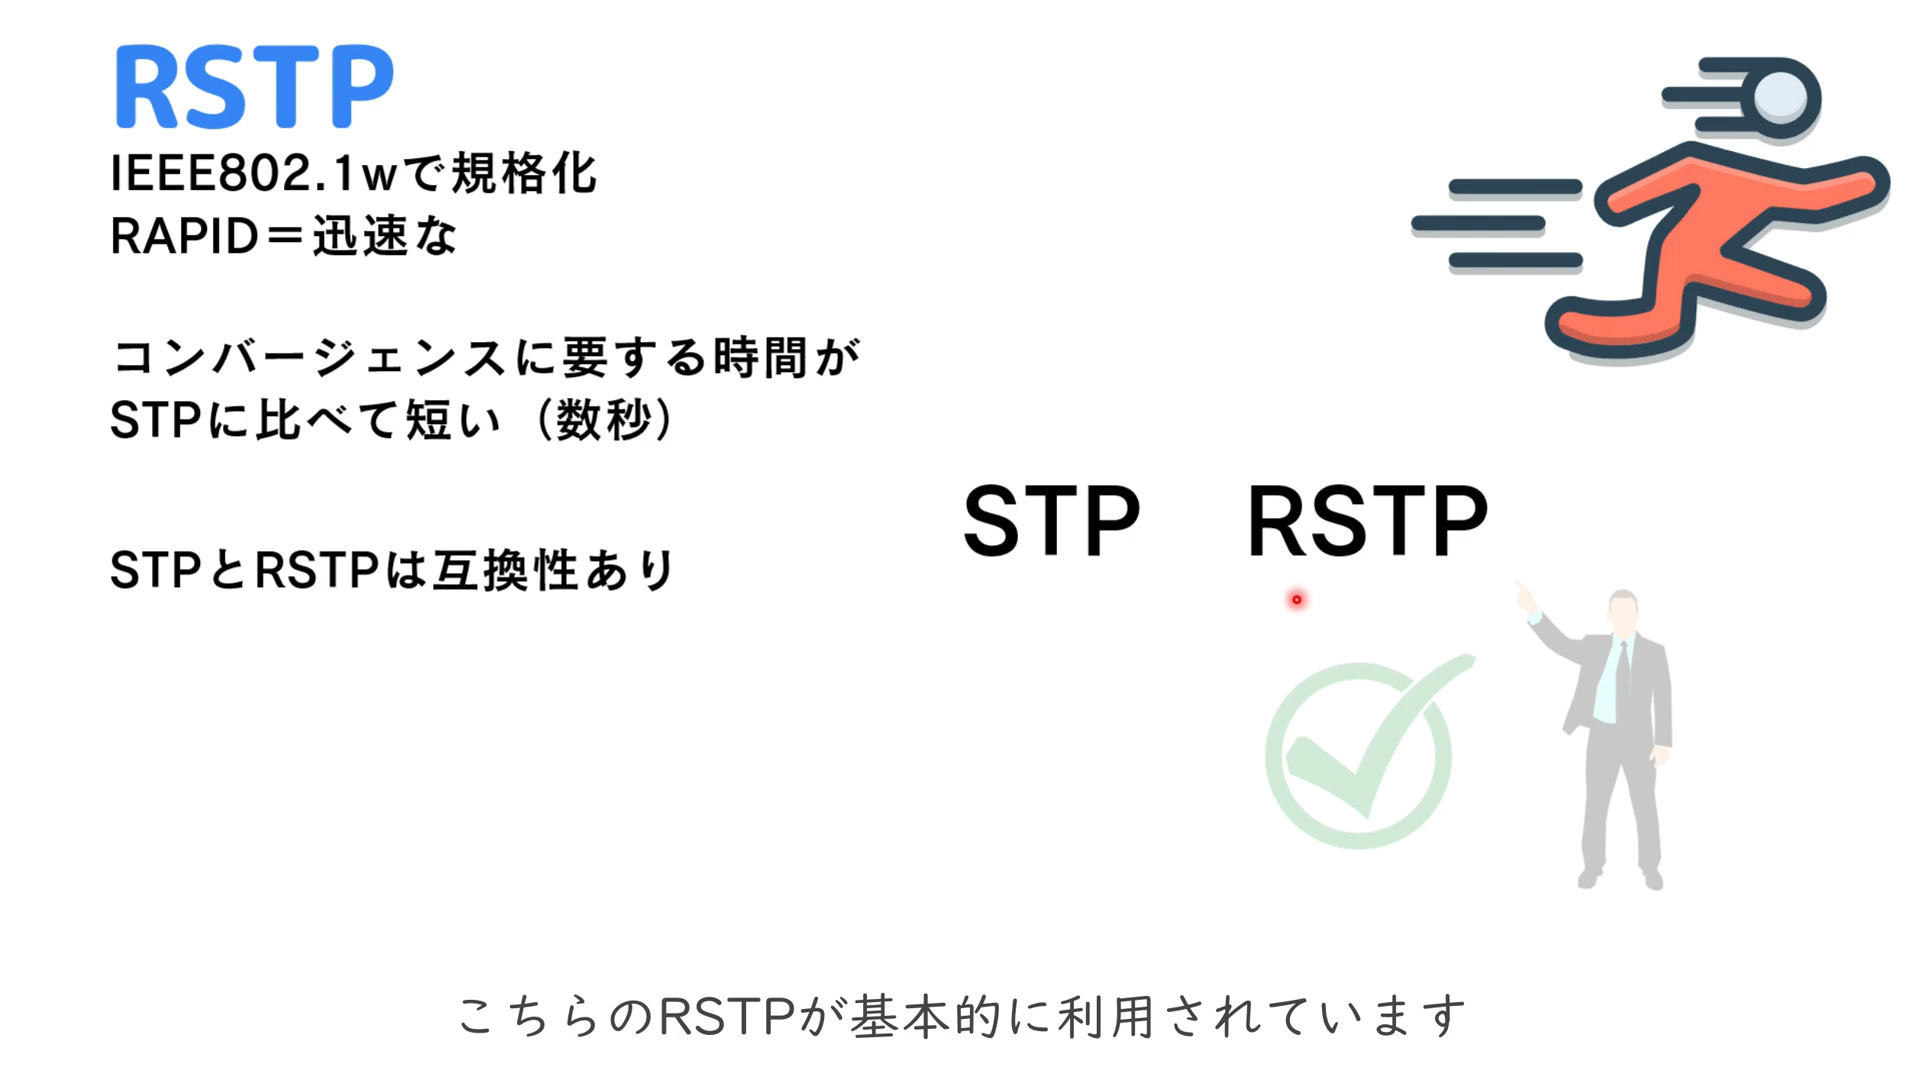 RSTP
IEEE802.1wで規格化
RAPID＝迅速な
コンバージェンスに要する時間が
STPに比べて短い（数秒）
STP RSTP
STPとRSTPは互換性あり
こちらのRSTPが基本的に利用されています